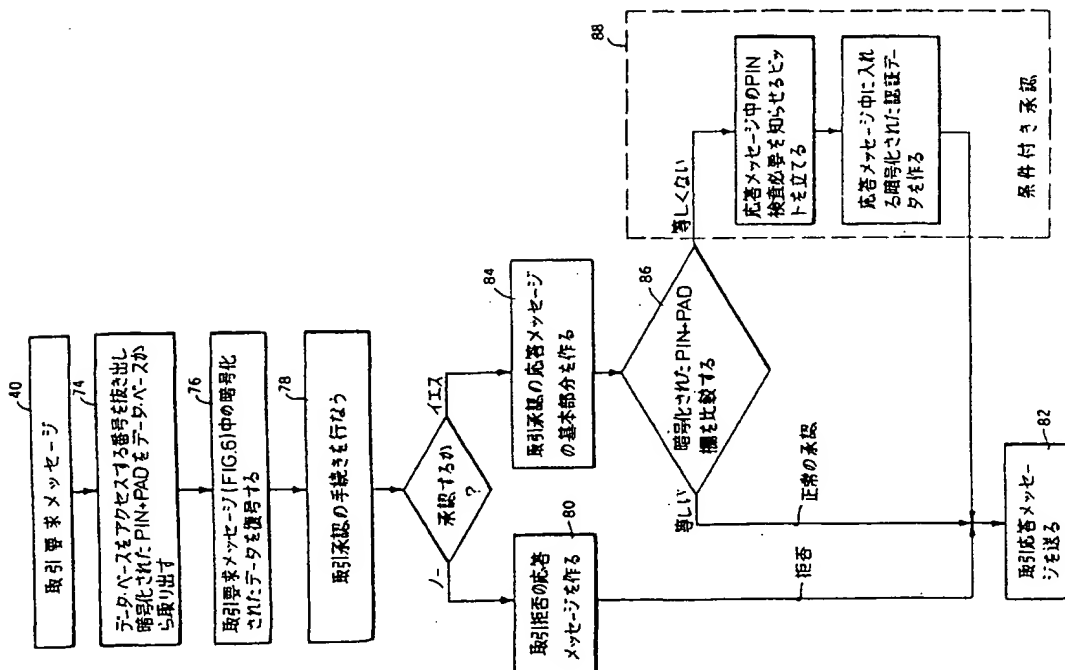 40
取引要求メッセージ
74
データ・ベースをアクセスする番号を抜き出し
暗号化されたPIN+PADをデータ・ベースか
ら取り出す
76
取引要求メッセージ(FIG.6)中の暗号化
されたデータを復号する
78
取引承認の手続きを行なう
承認するか
?
ノー
イエス
80
取引拒否の応答
メッセージを作る
84
取引承認の応答メッセージ
の基本部分を作る
86
暗号化されたPIN+PAD
欄を比較する
等しい
等しくない
88
応答メッセージ中のPIN
検査必要を知らせるビッ
トを立てる
応答メッセージ中に入れ
る暗号化された認証デー
タを作る
条件付き承認
拒否
正常の承認
82
取引応答メッセー
ジを送る